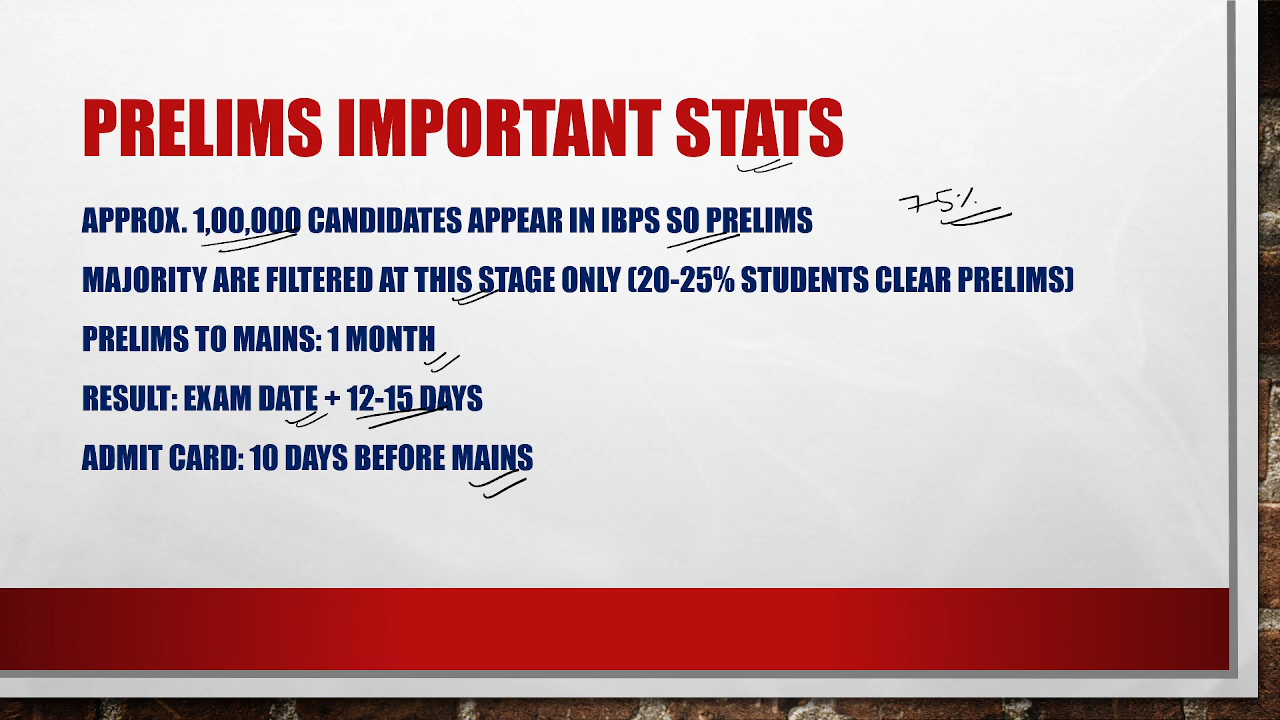 PRELIMS IMPORTANT STATS
75%
APPROX. 1,00,000 CANDIDATES APPEAR IN IBPS SO PRELIMS
MAJORITY ARE FILTERED AT THIS STAGE ONLY (20-25% STUDENTS CLEAR PRELIMS)
PRELIMS TO MAINS: 1 MONTH
RESULT: EXAM DATE + 12-15 DAYS
ADMIT CARD: 10 DAYS BEFORE MAINS